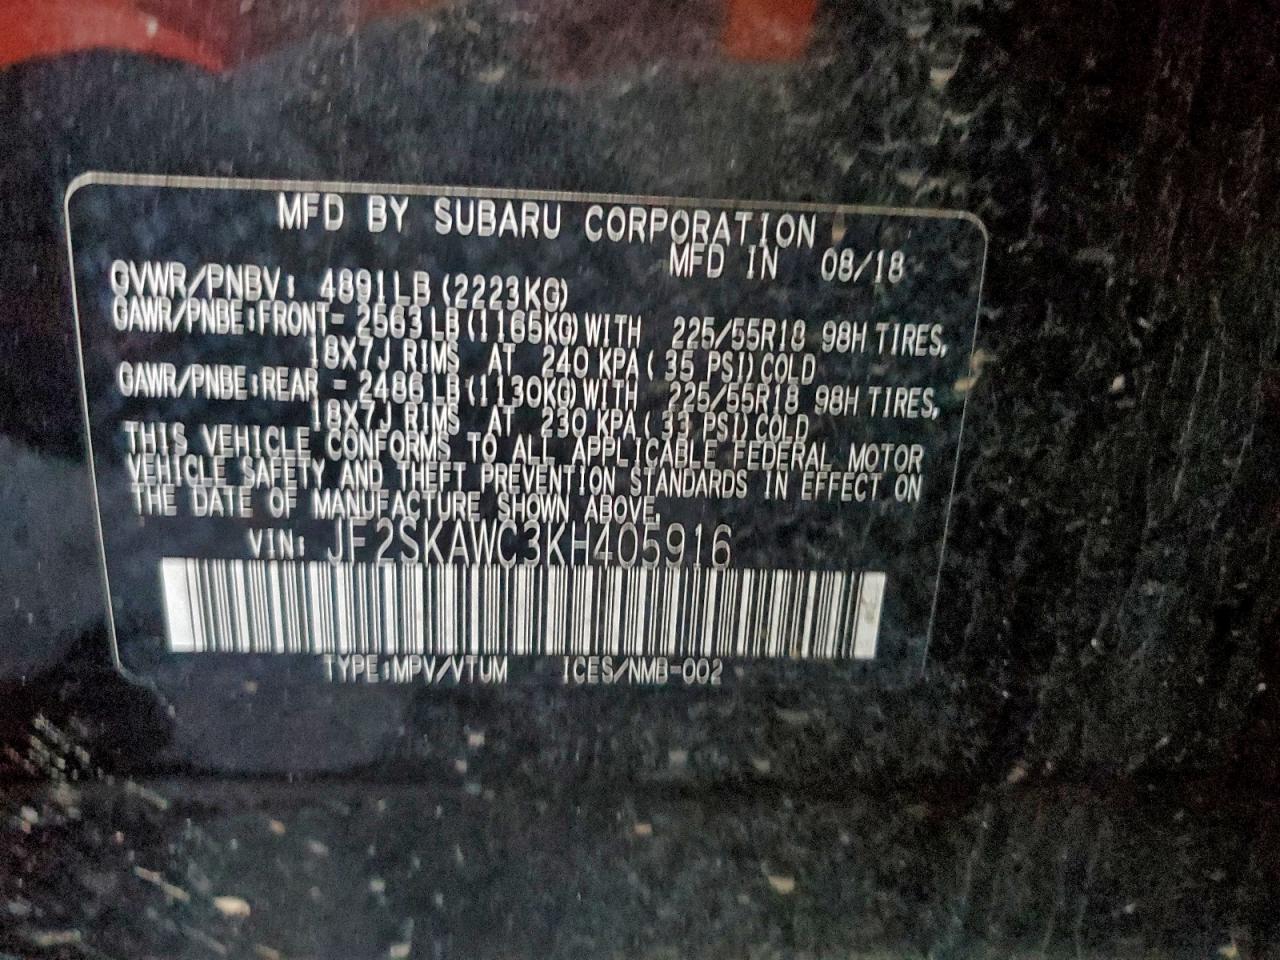 MFD BY SUBARU CORPORATION
MFD IN 08/18
GVWR/PNBV: 4891LB (2223KG)
GAWR/PNBE:FRONT- 2563LB(1165KG)WITH 225/55R18 98H TIRES,
18X7J RIMS AT 240 KPA( 35 PSI)COLD
GAWR/PNBE:REAR - 2486LB(1130KG)WITH 225/55R18 98H TIRES,
18X7J RIMS AT 230 KPA( 33 PSI)COLD
THIS VEHICLE CONFORMS TO ALL APPLICABLE FEDERAL MOTOR
VEHICLE SAFETY AND THEFT PREVENTION STANDARDS IN EFFECT ON
THE DATE OF MANUFACTURE SHOWN ABOVE.
VIN: JF2SKAWC3KH405916
TYPE:MPV/VTUM ICES/NMB-002